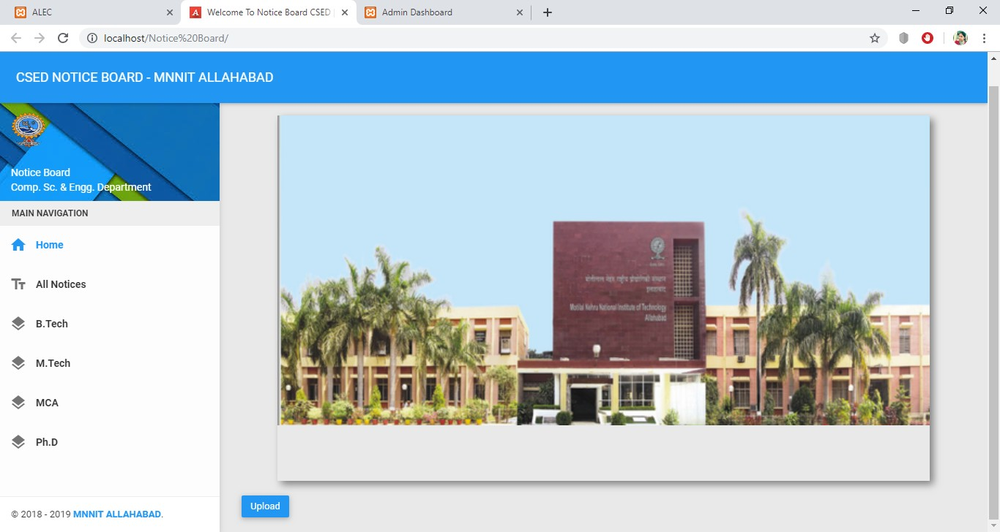 ALEC
Welcome To Notice Board CSED
Admin Dashboard
localhost/Notice%20Board/
CSED NOTICE BOARD - MNNIT ALLAHABAD
Notice Board
Comp. Sc. & Engg. Department
MAIN NAVIGATION
Home
All Notices
B.Tech
M.Tech
MCA
Ph.D
© 2018 - 2019 MNNIT ALLAHABAD.
मोतीलाल नेहरू राष्ट्रीय प्रौद्योगिकी संस्थान
इलाहाबाद
Motilal Nehru National Institute of Technology
Allahabad
Upload